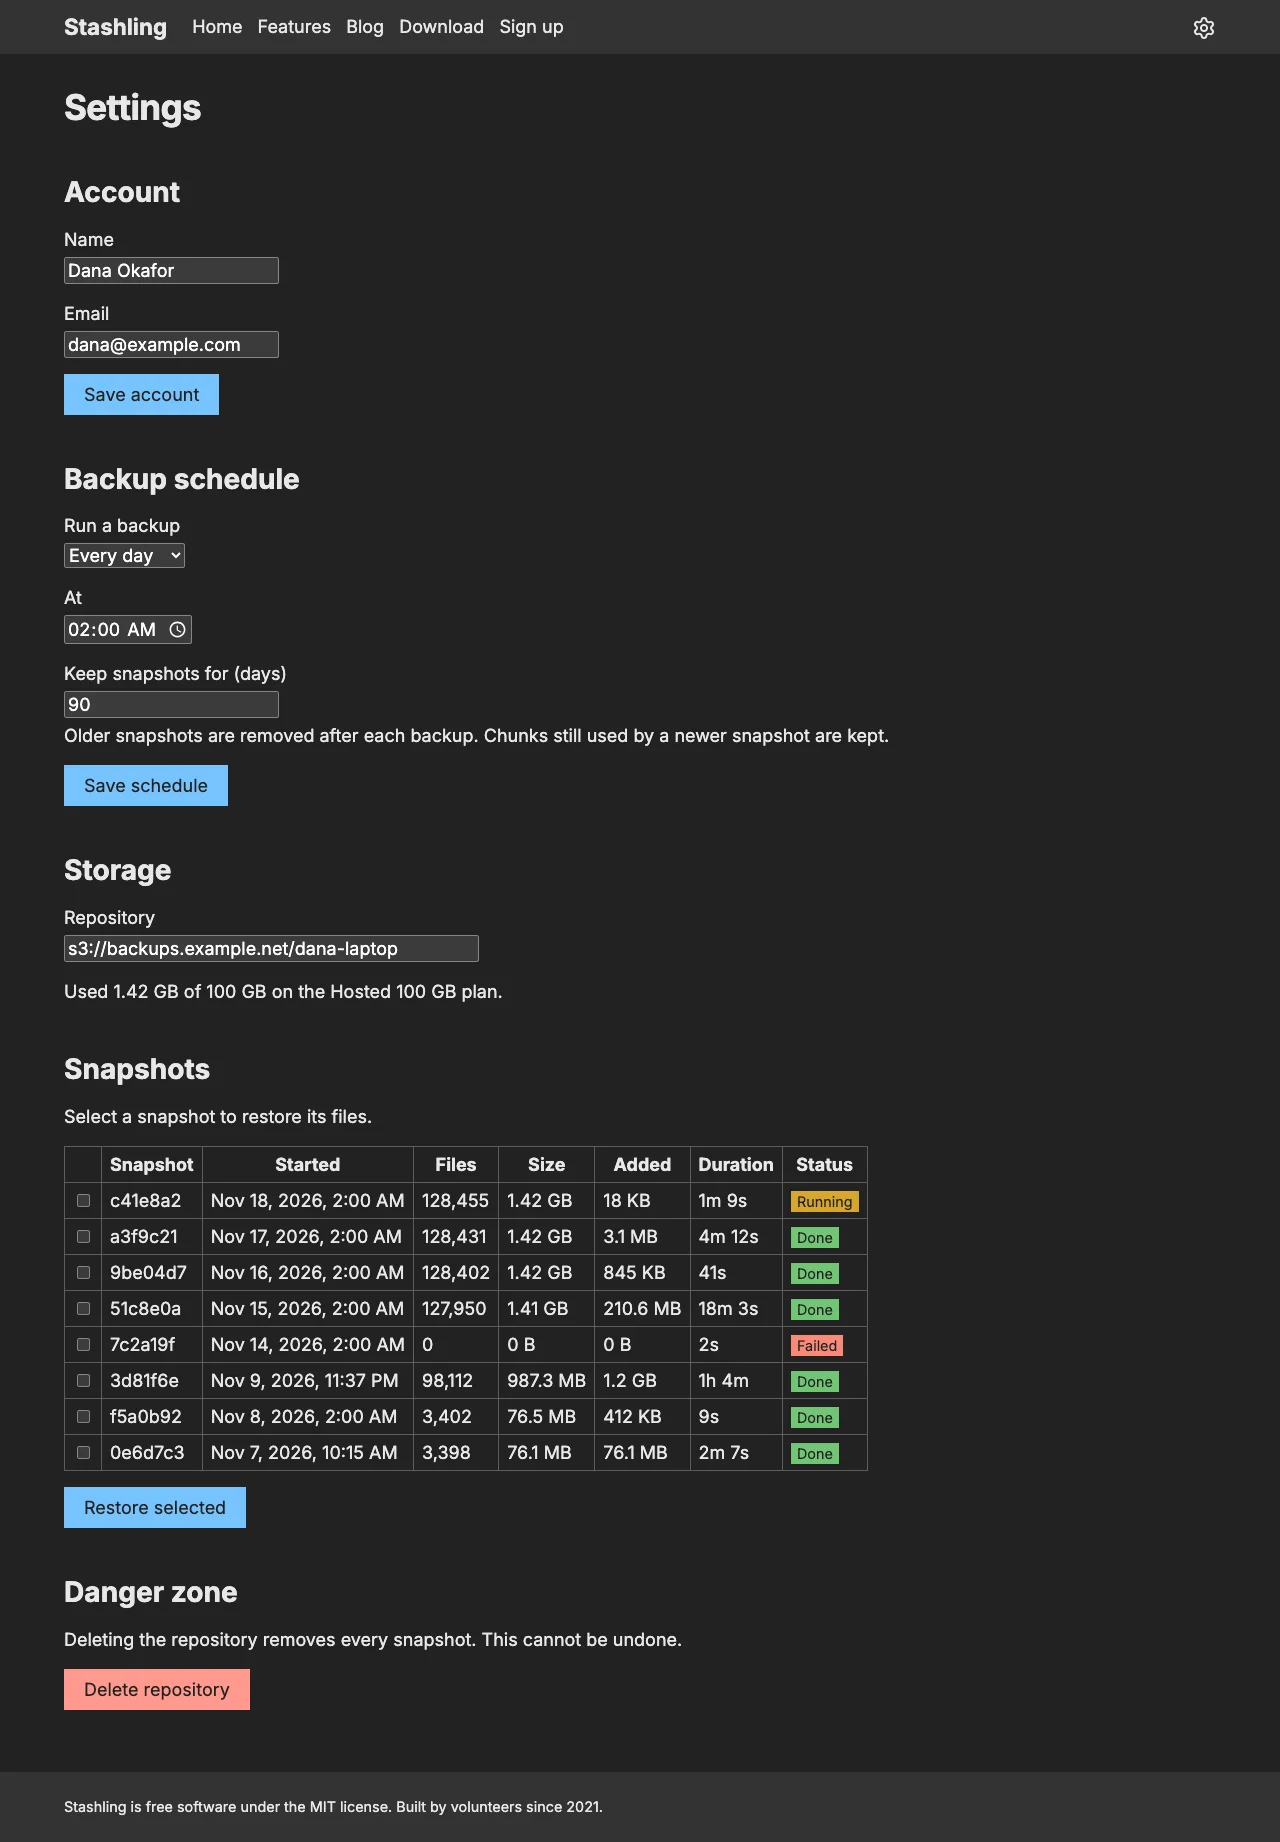 Stashling Home Features Blog Download Sign up
Settings
Account
Name
Dana Okafor
Email
dana@example.com
Save account
Backup schedule
Run a backup
Every day
At
02:00 AM
Keep snapshots for (days)
90
Older snapshots are removed after each backup. Chunks still used by a newer snapshot are kept.
Save schedule
Storage
Repository
s3://backups.example.net/dana-laptop
Used 1.42 GB of 100 GB on the Hosted 100 GB plan.
Snapshots
Select a snapshot to restore its files.
Snapshot Started Files Size Added Duration Status
c41e8a2 Nov 18, 2026, 2:00 AM 128,455 1.42 GB 18 KB 1m 9s Running
a3f9c21 Nov 17, 2026, 2:00 AM 128,431 1.42 GB 3.1 MB 4m 12s Done
9be04d7 Nov 16, 2026, 2:00 AM 128,402 1.42 GB 845 KB 41s Done
51c8e0a Nov 15, 2026, 2:00 AM 127,950 1.41 GB 210.6 MB 18m 3s Done
7c2a19f Nov 14, 2026, 2:00 AM 0 0 B 0 B 2s Failed
3d81f6e Nov 9, 2026, 11:37 PM 98,112 987.3 MB 1.2 GB 1h 4m Done
f5a0b92 Nov 8, 2026, 2:00 AM 3,402 76.5 MB 412 KB 9s Done
0e6d7c3 Nov 7, 2026, 10:15 AM 3,398 76.1 MB 76.1 MB 2m 7s Done
Restore selected
Danger zone
Deleting the repository removes every snapshot. This cannot be undone.
Delete repository
Stashling is free software under the MIT license. Built by volunteers since 2021.